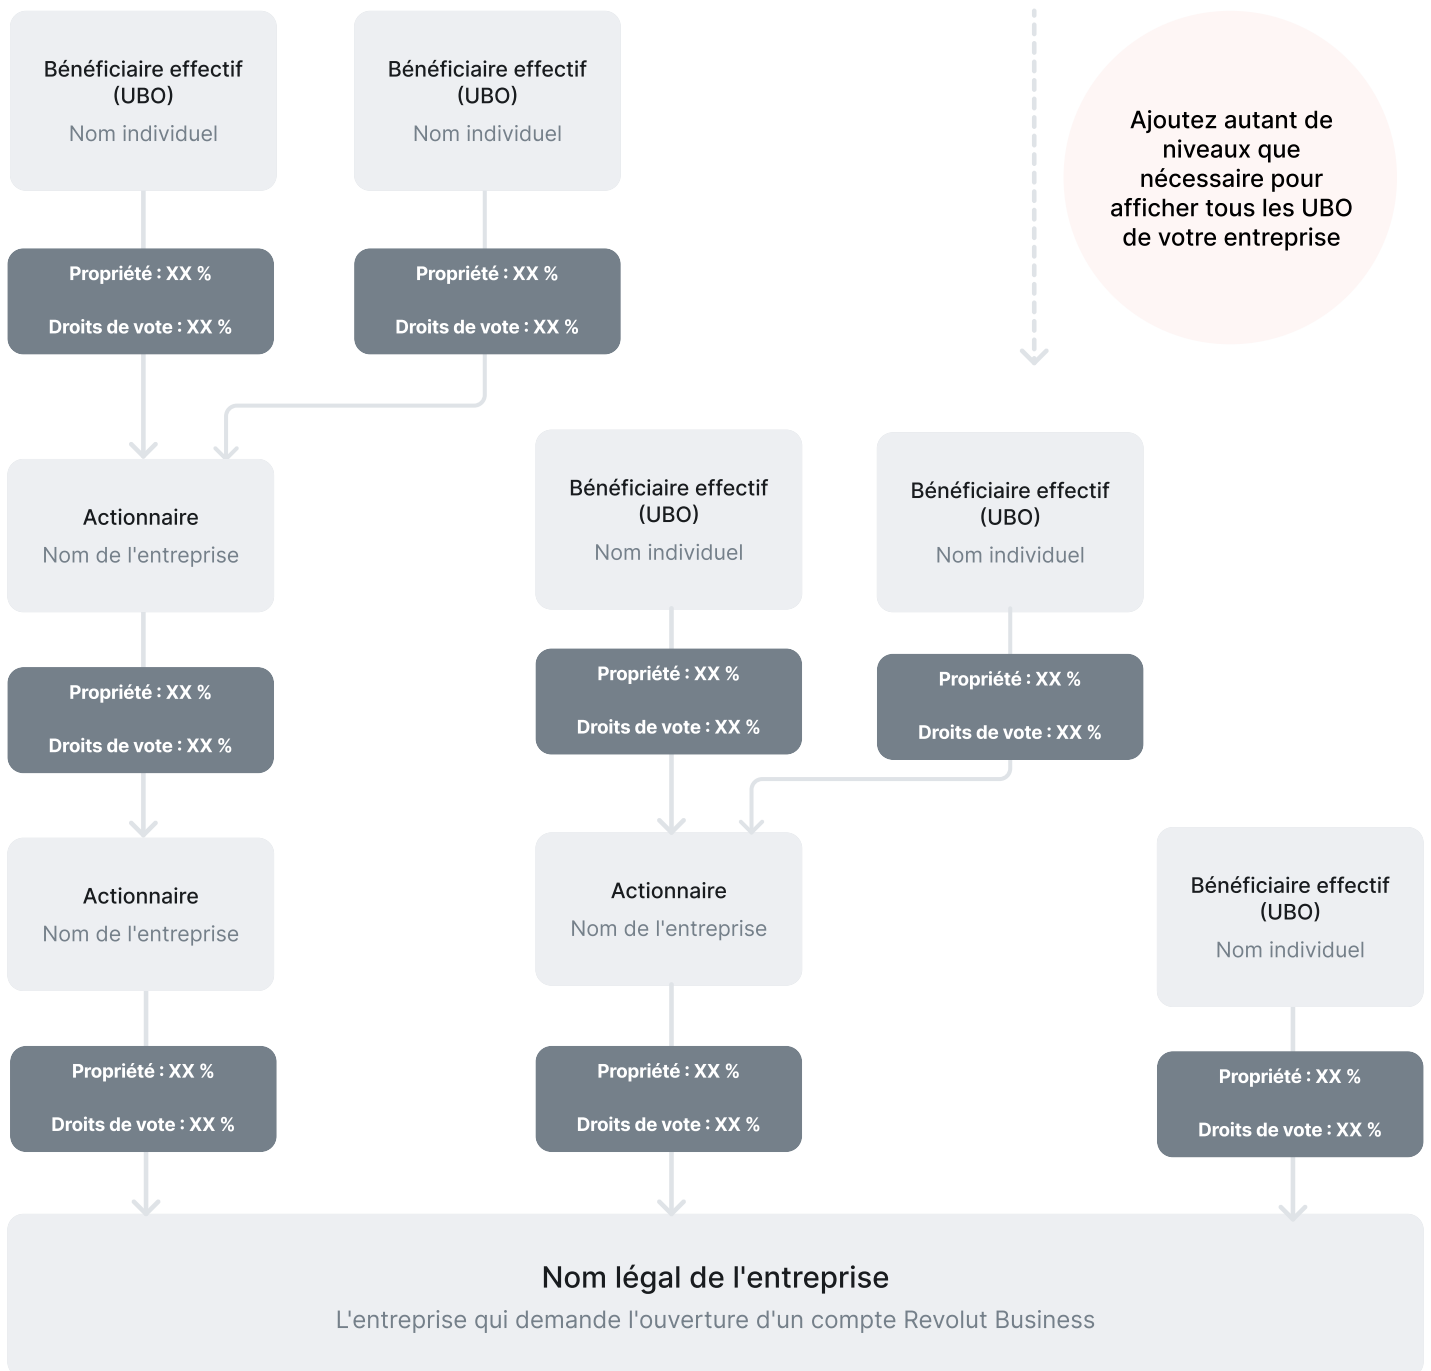 Bénéficiaire effectif
(UBO)
Nom individuel
Bénéficiaire effectif
(UBO)
Nom individuel
Ajoutez autant de
niveaux que
nécessaire pour
afficher tous les UBO
de votre entreprise
Propriété : XX %
Droits de vote : XX %
Propriété : XX %
Droits de vote : XX %
Actionnaire
Nom de l'entreprise
Bénéficiaire effectif
(UBO)
Nom individuel
Bénéficiaire effectif
(UBO)
Nom individuel
Propriété : XX %
Droits de vote : XX %
Propriété : XX %
Droits de vote : XX %
Propriété : XX %
Droits de vote : XX %
Actionnaire
Nom de l'entreprise
Actionnaire
Nom de l'entreprise
Bénéficiaire effectif
(UBO)
Nom individuel
Propriété : XX %
Droits de vote : XX %
Propriété : XX %
Droits de vote : XX %
Propriété : XX %
Droits de vote : XX %
Nom légal de l'entreprise
L'entreprise qui demande l'ouverture d'un compte Revolut Business